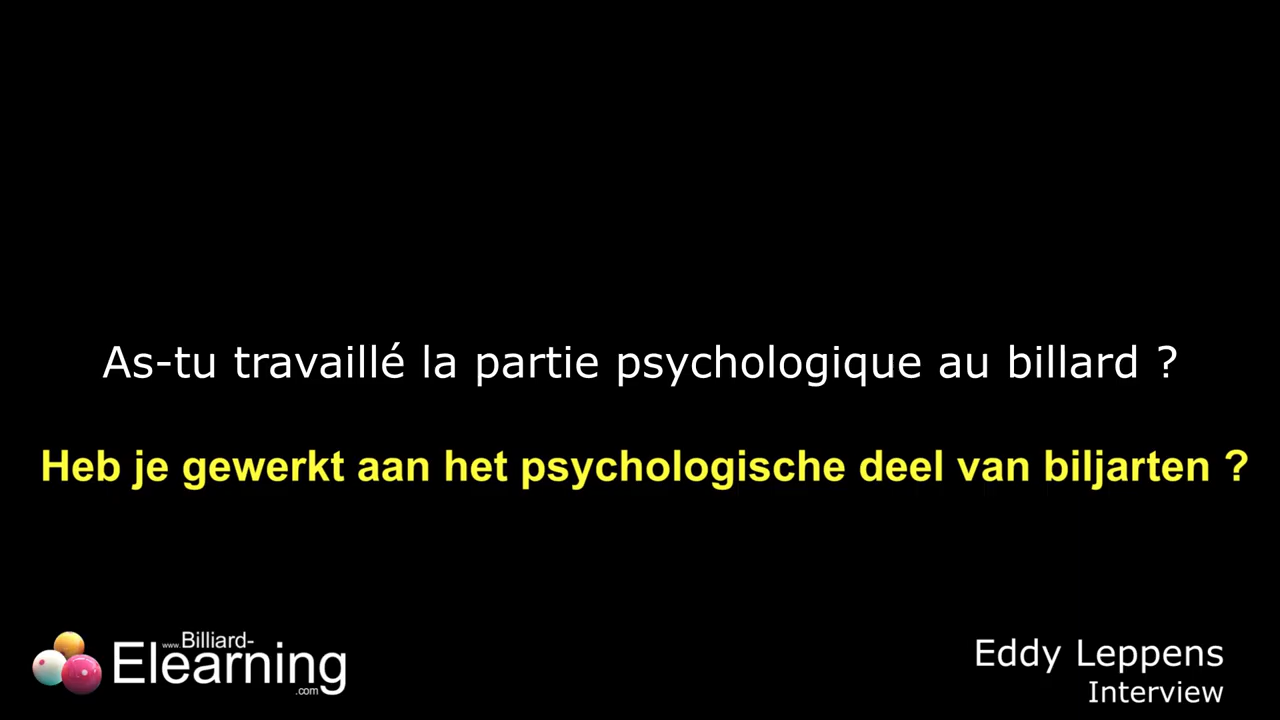 As-tu travaillé la partie psychologique au billard ?
Heb je gewerkt aan het psychologische deel van biljarten ?
www.Billiard-
Elearning
.com
Eddy Leppens
Interview